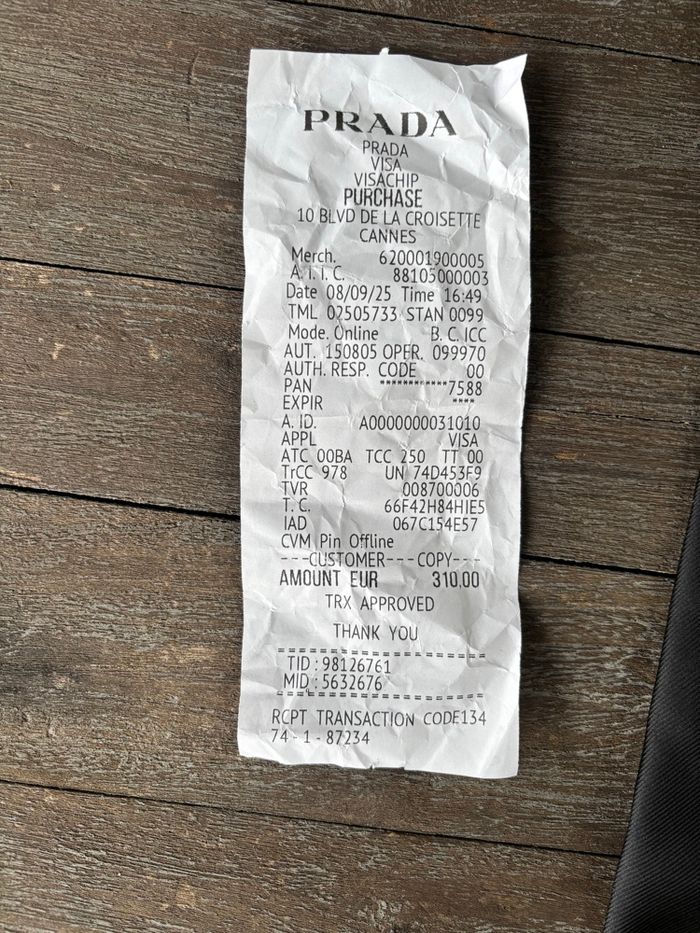 PRADA
PRADA
VISA
VISACHIP
PURCHASE
10 BLVD DE LA CROISETTE
CANNES
Merch. 620001900005
A. I. I. C. 88105000003
Date 08/09/25 Time 16:49
TML 02505733 STAN 0099
Mode. Online B. C. ICC
AUT. 150805 OPER. 099970
AUTH. RESP. CODE 00
PAN ************7588
EXPIR ****
A. ID. A0000000031010
APPL VISA
ATC 00BA TCC 250 TT 00
TrCC 978 UN 74D453F9
TVR 008700006
T. C. 66F42H84HIE5
IAD 067C154E57
CVM Pin Offline
---CUSTOMER---COPY---
AMOUNT EUR 310,00
TRX APPROVED
THANK YOU
======================
TID : 98126761
MID : 5632676
======================
RCPT TRANSACTION CODE134
74 - 1 - 87234